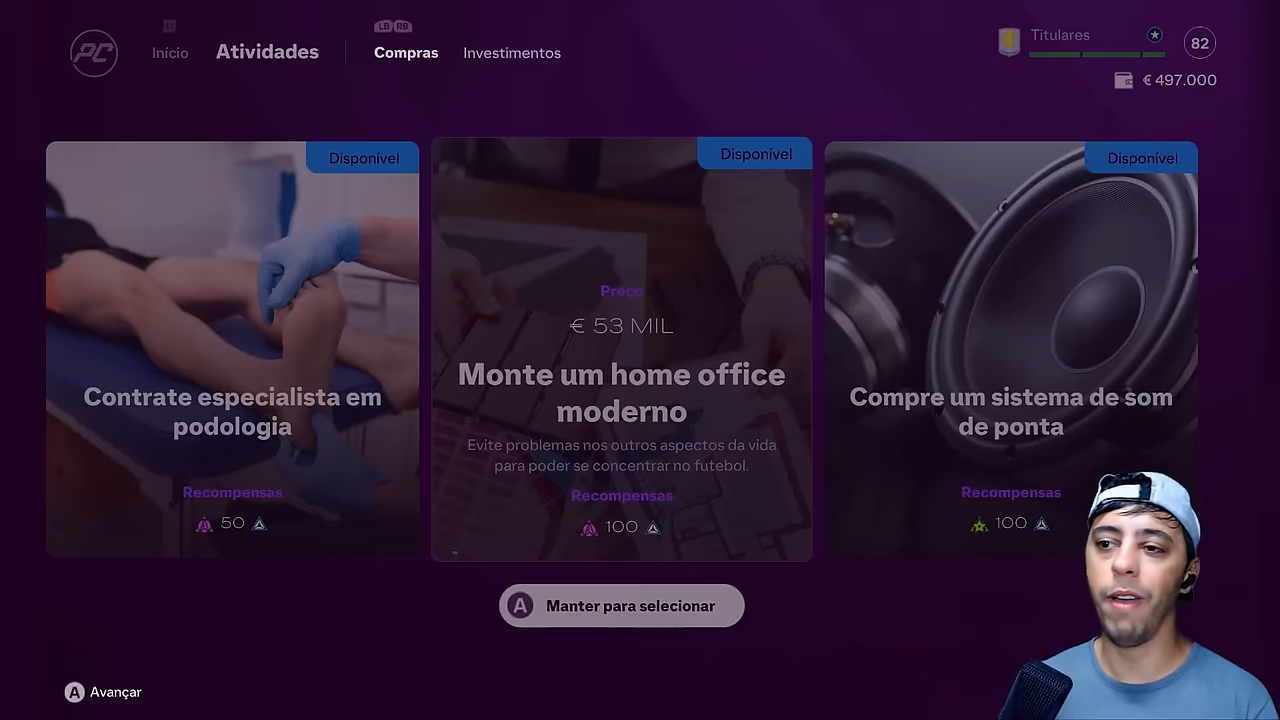 LB RB
PC
Início
Atividades
Compras
Investimentos
Titulares
82
€ 497.000
Disponível
Disponível
Disponível
Contrate especialista em
podologia
Recompensas
50
Preço
€ 53 MIL
Monte um home office
moderno
Evite problemas nos outros aspectos da vida
para poder se concentrar no futebol.
Recompensas
100
Compre um sistema de som
de ponta
Recompensas
100
A Manter para selecionar
A Avançar